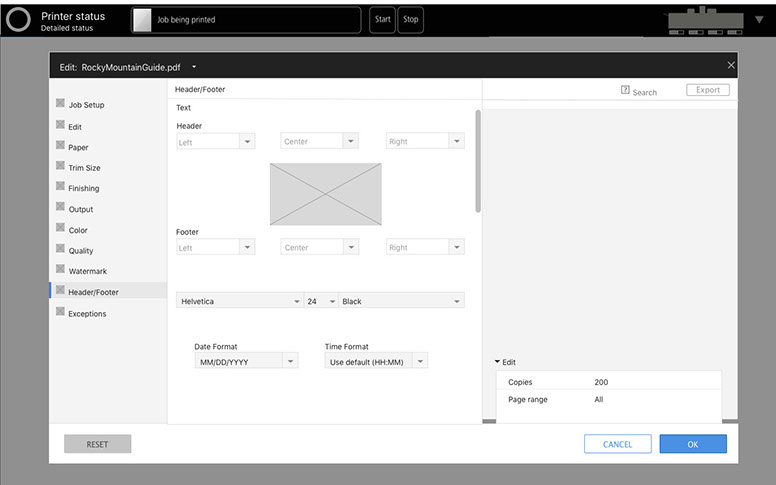 Printer status
Detailed status
Job being printed
Start
Stop
Edit: RockyMountainGuide.pdf
Job Setup
Edit
Paper
Trim Size
Finishing
Output
Color
Quality
Watermark
Header/Footer
Exceptions
Header/Footer
Text
Header
Left
Center
Right
Footer
Left
Center
Right
Helvetica
24
Black
Date Format
MM/DD/YYYY
Time Format
Use default (HH:MM)
? Search
Export
Edit
Copies 200
Page range All
RESET
CANCEL
OK